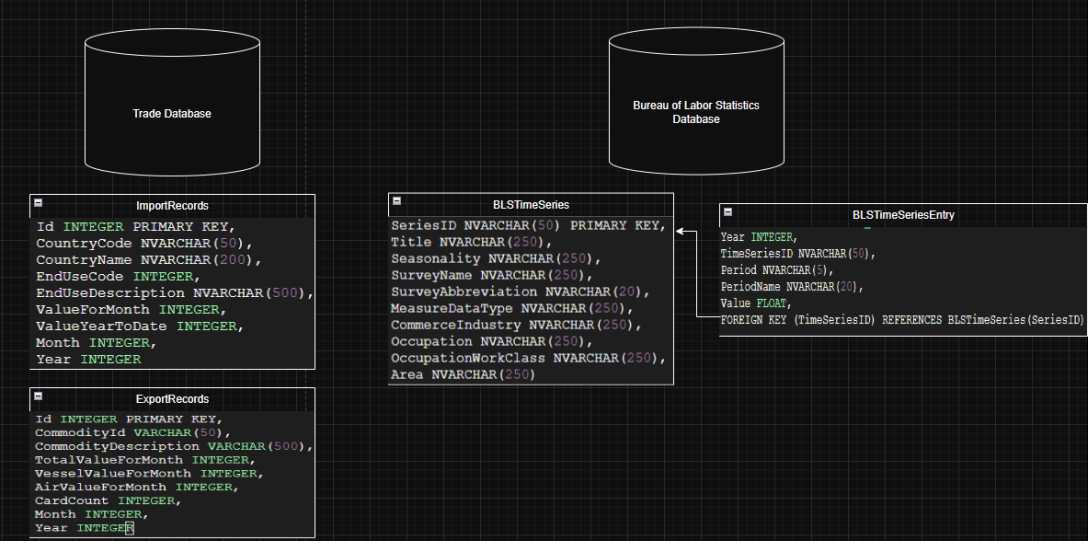 Trade Database
Bureau of Labor Statistics
Database
ImportRecords
Id INTEGER PRIMARY KEY,
CountryCode NVARCHAR(50),
CountryName NVARCHAR(200),
EndUseCode INTEGER,
EndUseDescription NVARCHAR(500),
ValueForMonth INTEGER,
ValueYearToDate INTEGER,
Month INTEGER,
Year INTEGER
ExportRecords
Id INTEGER PRIMARY KEY,
CommodityId VARCHAR(50),
CommodityDescription VARCHAR(500),
TotalValueForMonth INTEGER,
VesselValueForMonth INTEGER,
AirValueForMonth INTEGER,
CardCount INTEGER,
Month INTEGER,
Year INTEGER
BLSTimeSeries
SeriesID NVARCHAR(50) PRIMARY KEY,
Title NVARCHAR(250),
Seasonality NVARCHAR(250),
SurveyName NVARCHAR(250),
SurveyAbbreviation NVARCHAR(20),
MeasureDataType NVARCHAR(250),
CommerceIndustry NVARCHAR(250),
Occupation NVARCHAR(250),
OccupationWorkClass NVARCHAR(250),
Area NVARCHAR(250)
BLSTimeSeriesEntry
Year INTEGER,
TimeSeriesID NVARCHAR(50),
Period NVARCHAR(5),
PeriodName NVARCHAR(20),
Value FLOAT,
FOREIGN KEY (TimeSeriesID) REFERENCES BLSTimeSeries(SeriesID)